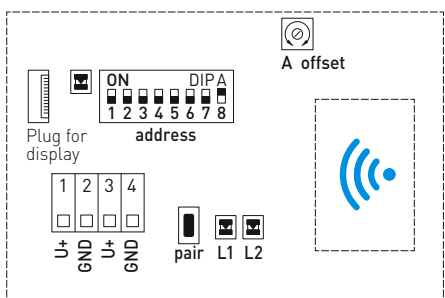 A offset
ON DIPA
1 2 3 4 5 6 7 8
address
Plug for
display
1 2 3 4
U+ GND U+ GND
pair L1 L2